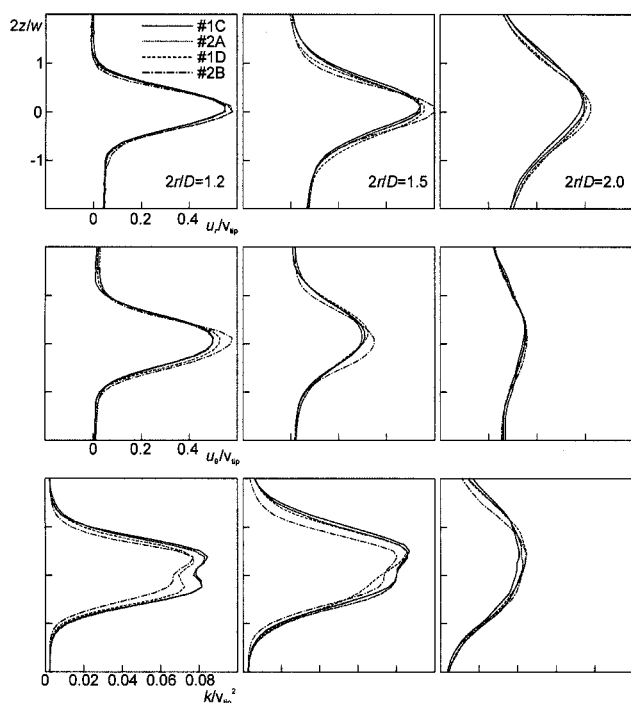 2z/w
#1C
#2A
#1D
#2B
1
0
-1
2r/D=1.2
2r/D=1.5
2r/D=2.0
0 0.2 0.4
u_r/v_tip
0 0.2 0.4
u_θ/v_tip
0 0.02 0.04 0.06 0.08
k/v_tip^2